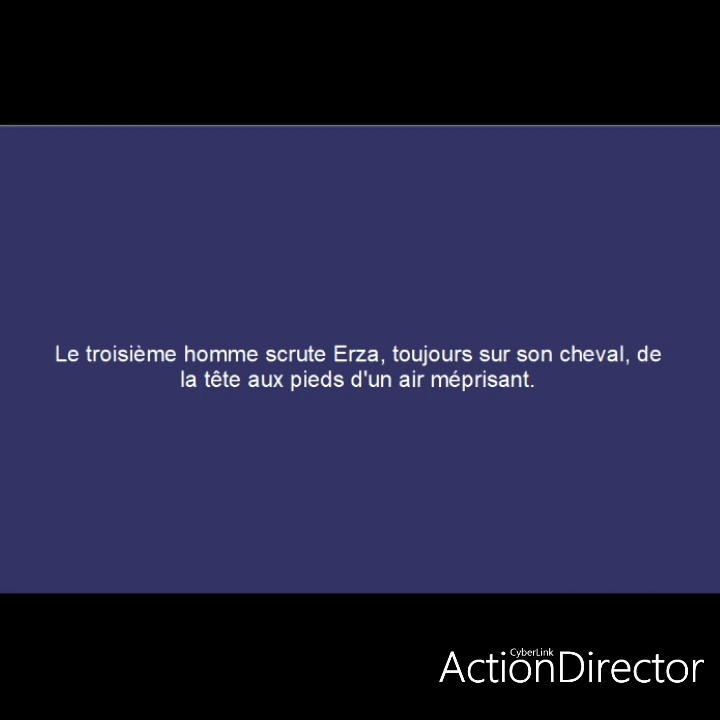 Le troisième homme scrute Erza, toujours sur son cheval, de
la tête aux pieds d'un air méprisant.
CyberLink
ActionDirector